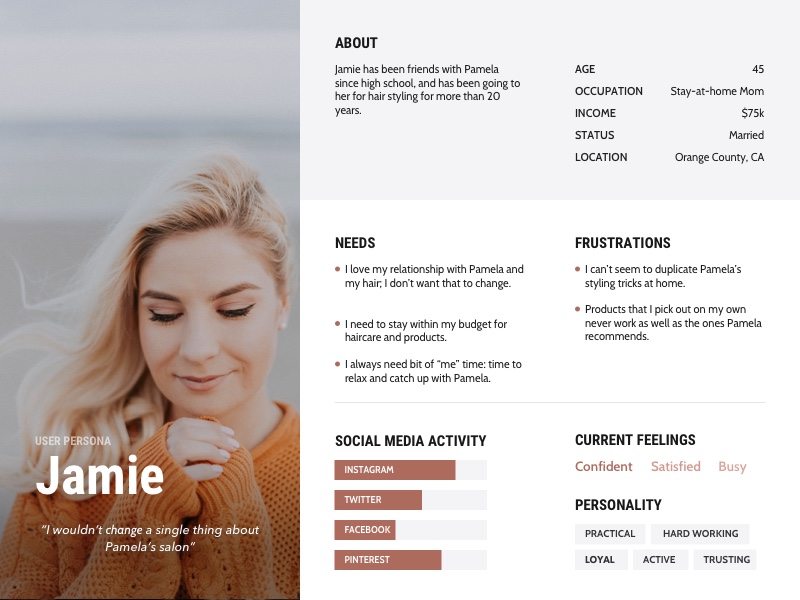 USER PERSONA
Jamie
"I wouldn't change a single thing about
Pamela's salon"
ABOUT
Jamie has been friends with Pamela
since high school, and has been going to
her for hair styling for more than 20
years.
AGE 45
OCCUPATION Stay-at-home Mom
INCOME $75k
STATUS Married
LOCATION Orange County, CA
NEEDS
I love my relationship with Pamela and
my hair; I don't want that to change.
I need to stay within my budget for
haircare and products.
I always need bit of "me" time: time to
relax and catch up with Pamela.
FRUSTRATIONS
I can't seem to duplicate Pamela's
styling tricks at home.
Products that I pick out on my own
never work as well as the ones Pamela
recommends.
SOCIAL MEDIA ACTIVITY
INSTAGRAM
TWITTER
FACEBOOK
PINTEREST
CURRENT FEELINGS
Confident Satisfied Busy
PERSONALITY
PRACTICAL HARD WORKING
LOYAL ACTIVE TRUSTING